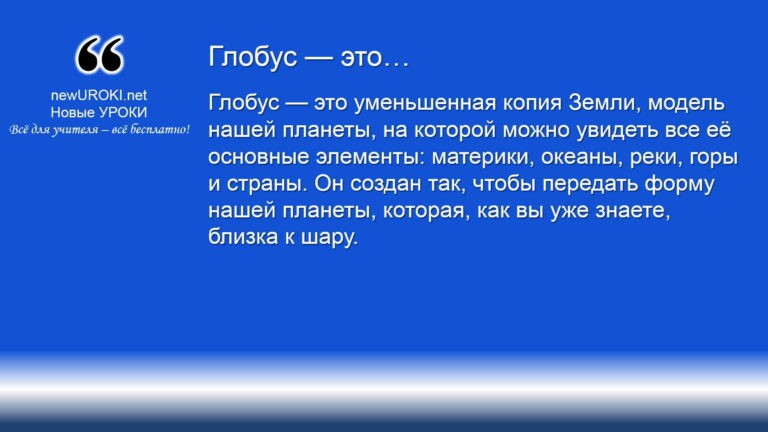 ❝
newUROKI.net
Новые УРОКИ
Всё для учителя – всё бесплатно!
Глобус — это…
Глобус — это уменьшенная копия Земли, модель
нашей планеты, на которой можно увидеть все её
основные элементы: материки, океаны, реки, горы
и страны. Он создан так, чтобы передать форму
нашей планеты, которая, как вы уже знаете,
близка к шару.